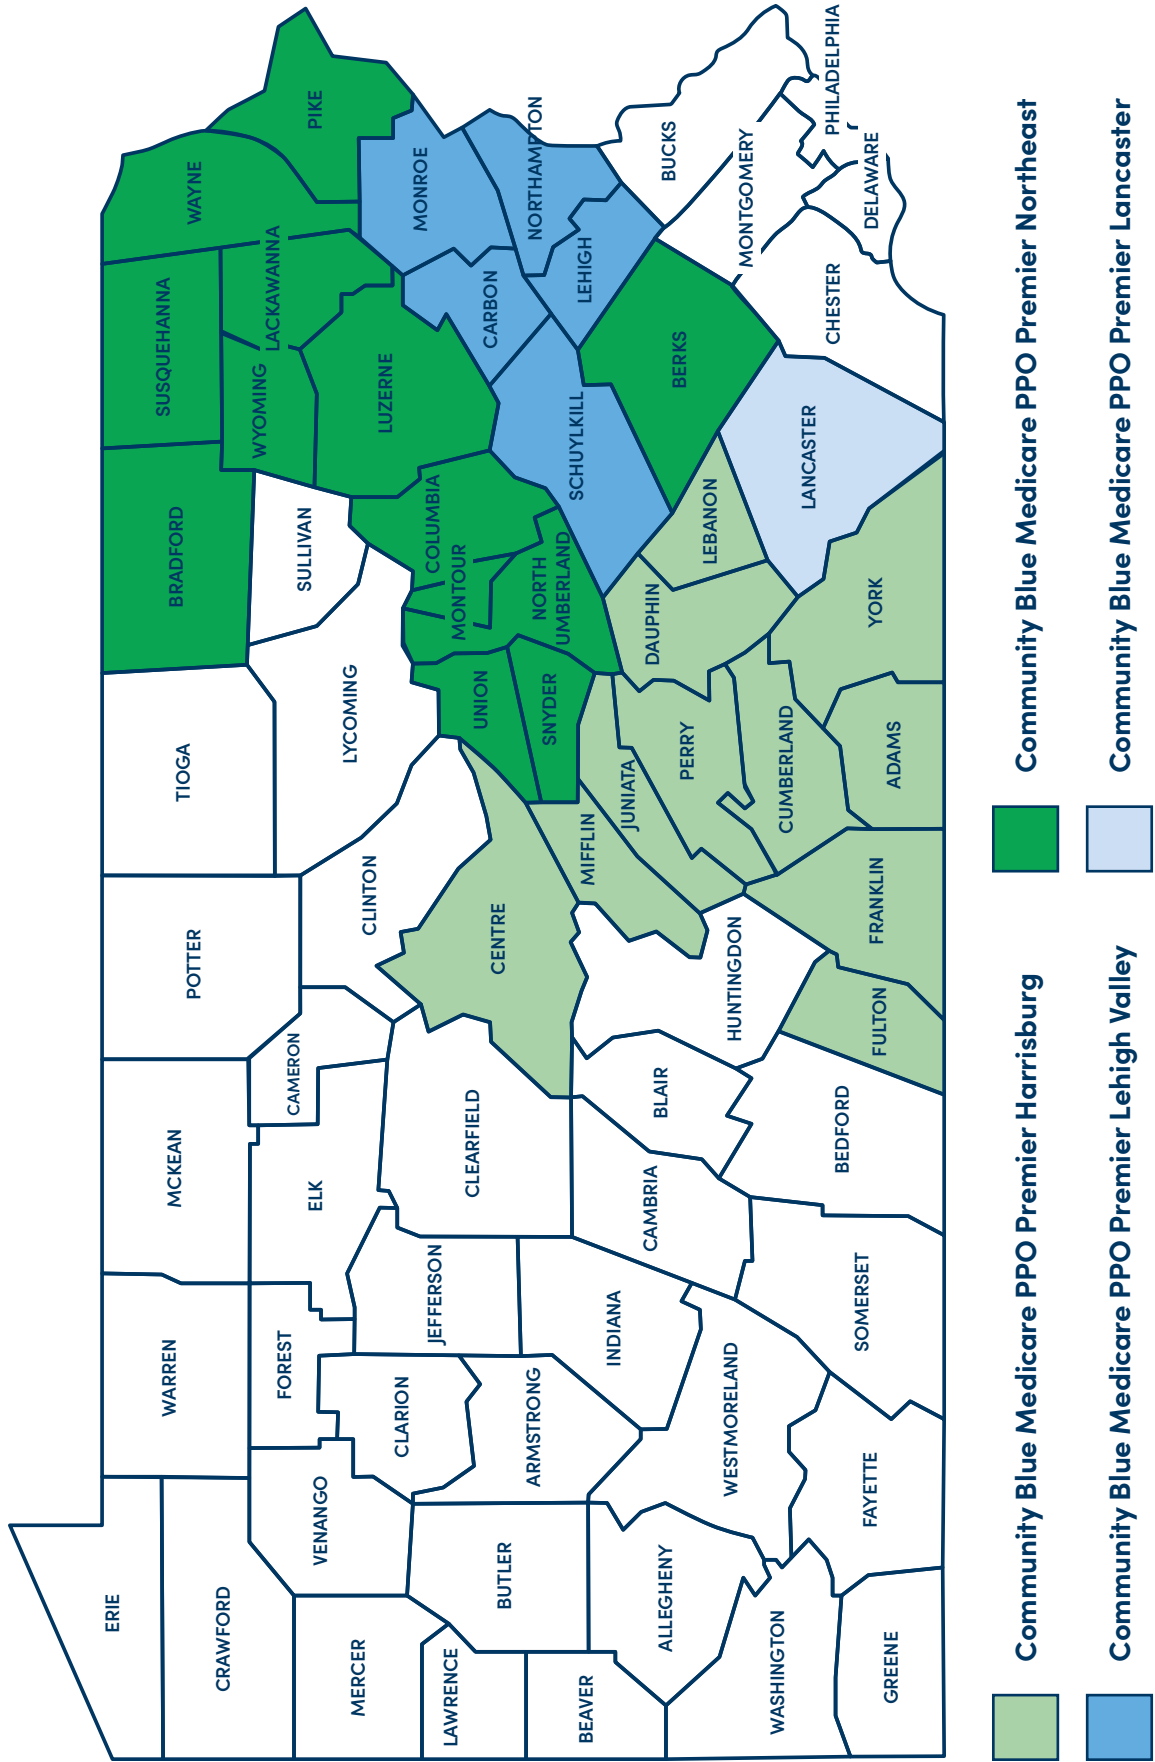 ERIE
CRAWFORD
WARREN
MCKEAN
POTTER
TIOGA
BRADFORD
SUSQUEHANNA
WAYNE
MERCER
VENANGO
FOREST
ELK
CAMERON
CLINTON
LYCOMING
SULLIVAN
WYOMING
LACKAWANNA
PIKE
LAWRENCE
BUTLER
CLARION
JEFFERSON
CLEARFIELD
CENTRE
UNION
MONTOUR
COLUMBIA
LUZERNE
MONROE
BEAVER
ALLEGHENY
ARMSTRONG
INDIANA
CAMBRIA
BLAIR
HUNTINGDON
MIFFLIN
JUNIATA
SNYDER
NORTH
UMBERLAND
SCHUYLKILL
CARBON
NORTHAMPTON
LEHIGH
WASHINGTON
WESTMORELAND
PERRY
DAUPHIN
LEBANON
BERKS
BUCKS
MONTGOMERY
PHILADELPHIA
GREENE
FAYETTE
SOMERSET
BEDFORD
FULTON
FRANKLIN
CUMBERLAND
ADAMS
YORK
LANCASTER
CHESTER
DELAWARE
Community Blue Medicare PPO Premier Harrisburg
Community Blue Medicare PPO Premier Northeast
Community Blue Medicare PPO Premier Lehigh Valley
Community Blue Medicare PPO Premier Lancaster